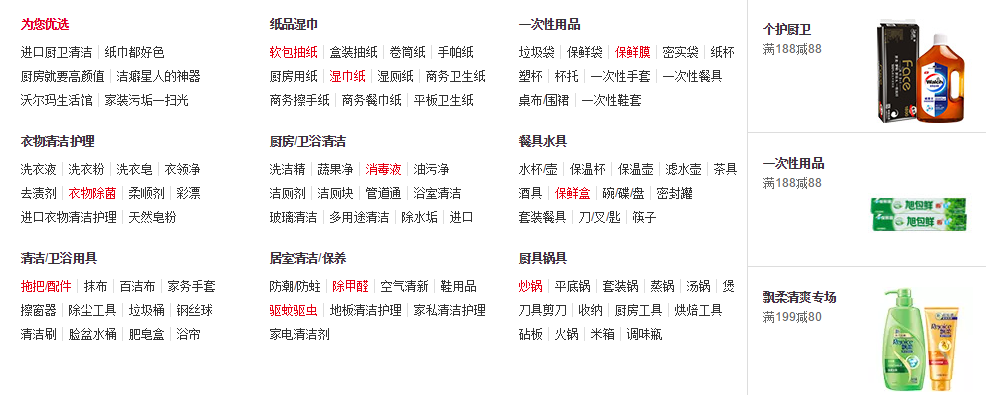 为您优选
进口厨卫清洁 纸巾都好色
厨房就要高颜值 洁癖星人的神器
沃尔玛生活馆 家装污垢一扫光
纸品湿巾
软包抽纸 盒装抽纸 卷筒纸 手帕纸
厨房用纸 湿巾纸 湿厕纸 商务卫生纸
商务擦手纸 商务餐巾纸 平板卫生纸
一次性用品
垃圾袋 保鲜袋 保鲜膜 密实袋 纸杯
塑杯 杯托 一次性手套 一次性餐具
桌布/围裙 一次性鞋套
衣物清洁护理
洗衣液 洗衣粉 洗衣皂 衣领净
去渍剂 衣物除菌 柔顺剂 彩漂
进口衣物清洁护理 天然皂粉
厨房/卫浴清洁
洗洁精 蔬果净 消毒液 油污净
洁厕剂 洁厕块 管道通 浴室清洁
玻璃清洁 多用途清洁 除水垢 进口
餐具水具
水杯/壶 保温杯 保温壶 滤水壶 茶具
酒具 保鲜盒 碗/碟/盘 密封罐
套装餐具 刀/叉/匙 筷子
清洁/卫浴用具
拖把/配件 抹布 百洁布 家务手套
擦窗器 除尘工具 垃圾桶 钢丝球
清洁刷 脸盆水桶 肥皂盒 浴帘
居室清洁/保养
防潮/防蛀 除甲醛 空气清新 鞋用品
驱蚊驱虫 地板清洁护理 家私清洁护理
家电清洁剂
厨具锅具
炒锅 平底锅 套装锅 蒸锅 汤锅 煲
刀具剪刀 收纳 厨房工具 烘焙工具
砧板 火锅 米箱 调味瓶
个护厨卫
满188减88
Face
Walch
一次性用品
满188减88
旭包鲜
旭包鲜
飘柔清爽专场
满199减80
Rejoice
飘柔
Rejoice
飘柔